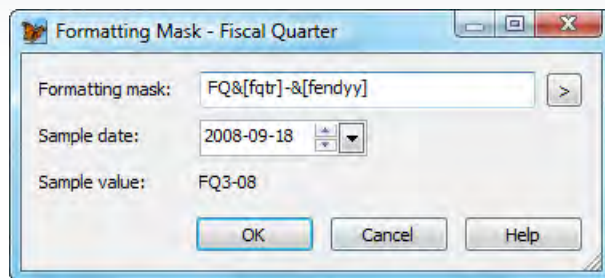 Formatting Mask - Fiscal Quarter
Formatting mask: FQ&[fqtr]-&[fendyy] >
Sample date: 2008-09-18
Sample value: FQ3-08
OK Cancel Help